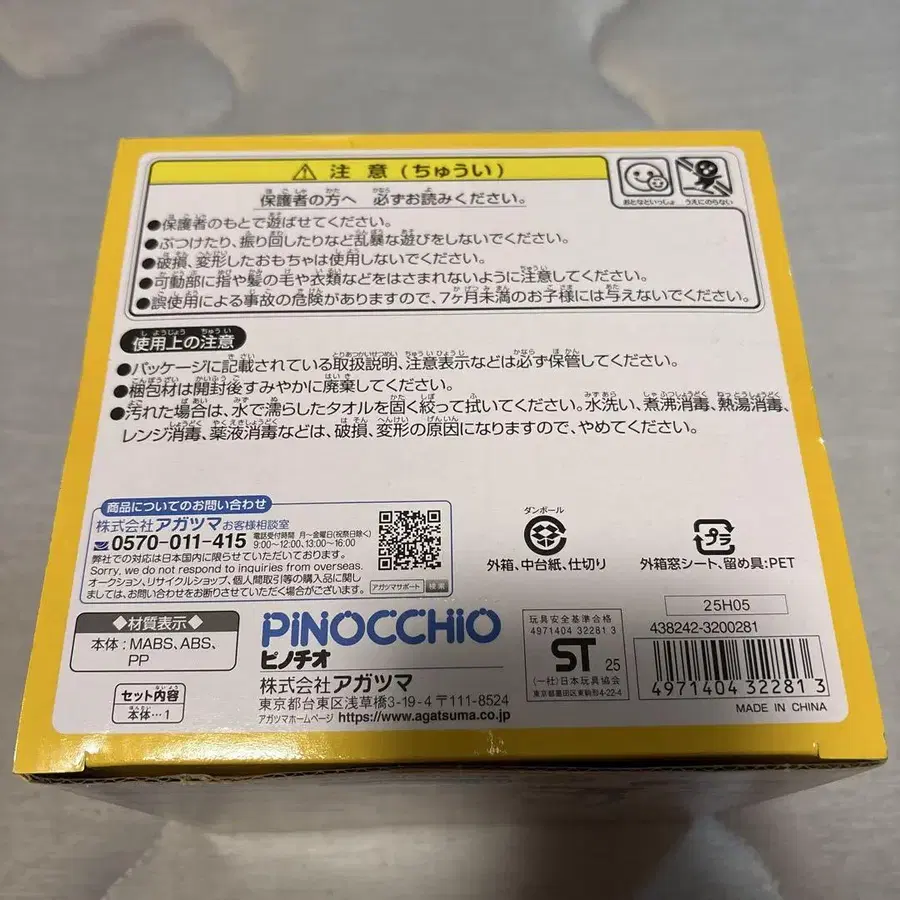 ⚠ 注意(ちゅうい)
保護者の方へ 必ずお読みください。
おとなといっしょ
うえにのらない
●保護者のもとで遊ばせてください。
●ぶつけたり、振り回したりなど乱暴な遊びをしないでください。
●破損、変形したおもちゃは使用しないでください。
●可動部に指や髪の毛や衣類などをはさまれないように注意してください。
●誤使用による事故の危険がありますので、7ヶ月未満のお子様には与えないでください。
使用上の注意
●パッケージに記載されている取扱説明、注意表示などは必ず保管してください。
●梱包材は開封後すみやかに廃棄してください。
●汚れた場合は、水で濡らしたタオルを固く絞って拭いてください。水洗い、煮沸消毒、熱湯消毒、
レンジ消毒、薬液消毒などは、破損、変形の原因になりますので、やめてください。
商品についてのお問い合わせ
株式会社アガツマ お客様相談室
0570-011-415 電話受付時間 月〜金曜日(祝祭日除く)
9:00〜12:00、13:00〜16:00
弊社での対応は日本国内に限らせていただいております。
Sorry, we do not respond to inquiries from overseas.
オークション、リサイクルショップ、個人間取引等の購入品に関し
ましては、お問い合わせをお断りさせていただく場合がございます。
アガツマサポート 検索
ダンボール
外箱、中台紙、仕切り
プラ
外箱窓シート、留め具:PET
◆材質表示◆
本体:MABS、ABS、
PP
セット内容
本体…1
PiNOCCHiO
ピノチオ
株式会社アガツマ
東京都台東区浅草橋3-19-4 〒111-8524
アガツマホームページ https://www.agatsuma.co.jp
玩具安全基準合格
4971404 32281 3
ST 25
(一社)日本玩具協会
東京都墨田区東駒形4-22-4
25H05
438242-3200281
4971404 322813
MADE IN CHINA